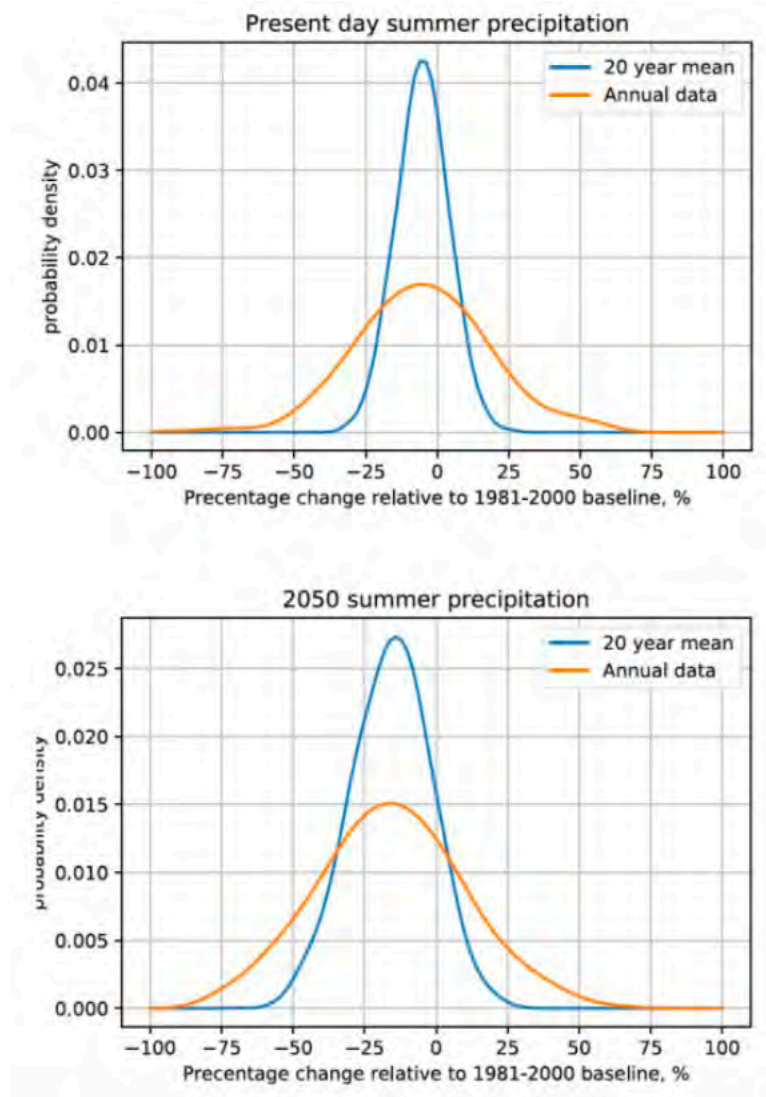 Present day summer precipitation
20 year mean
Annual data
0.04
0.03
0.02
0.01
0.00
probability density
−100 −75 −50 −25 0 25 50 75 100
Precentage change relative to 1981-2000 baseline, %
2050 summer precipitation
20 year mean
Annual data
0.025
0.020
0.015
0.010
0.005
0.000
probability density
−100 −75 −50 −25 0 25 50 75 100
Precentage change relative to 1981-2000 baseline, %